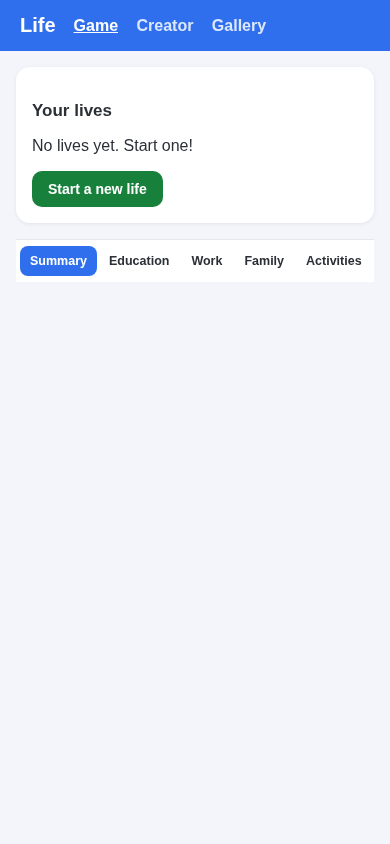 Life Game Creator Gallery
Your lives
No lives yet. Start one!
Start a new life
Summary Education Work Family Activities